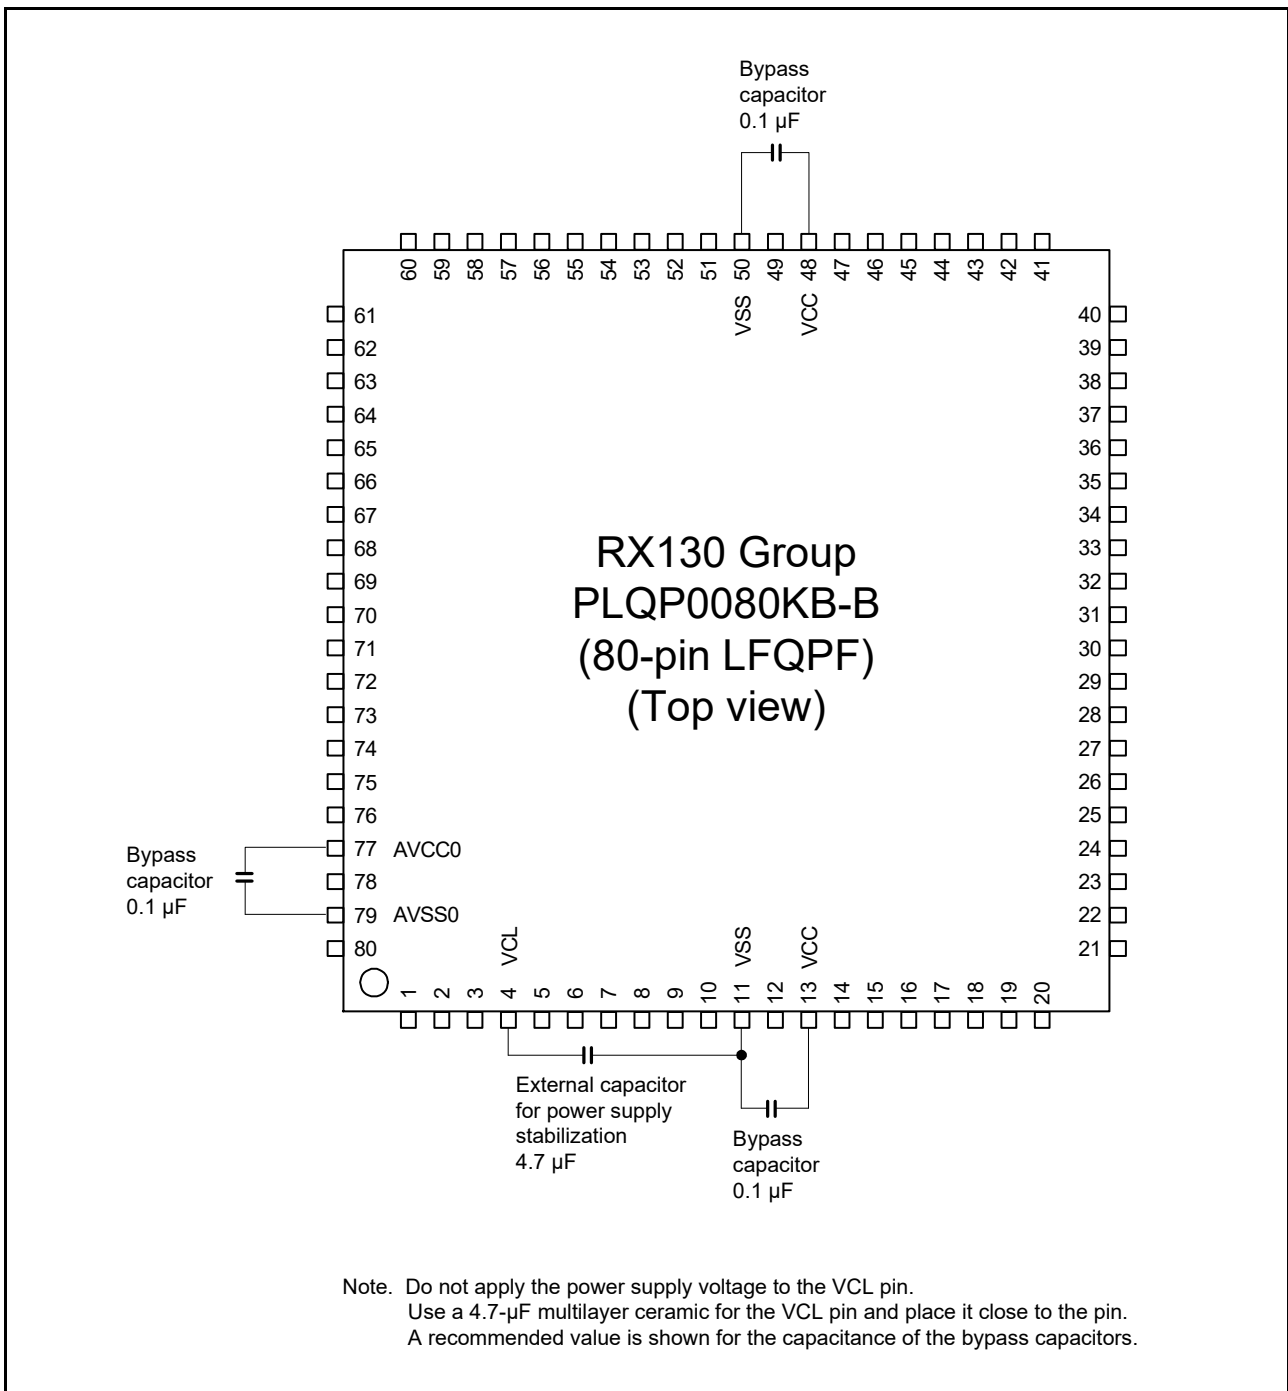 Bypass
capacitor
0.1 µF
60 59 58 57 56 55 54 53 52 51 50 49 48 47 46 45 44 43 42 41
VSS VCC
61 40
62 39
63 38
64 37
65 36
66 35
67 34
68 33
69 32
70 31
71 30
72 29
73 28
74 27
75 26
76 25
RX130 Group
PLQP0080KB-B
(80-pin LFQPF)
(Top view)
77 AVCC0 24
78 23
79 AVSS0 22
80 21
Bypass
capacitor
0.1 µF
VCL VSS VCC
1 2 3 4 5 6 7 8 9 10 11 12 13 14 15 16 17 18 19 20
External capacitor
for power supply
stabilization
4.7 µF
Bypass
capacitor
0.1 µF
Note. Do not apply the power supply voltage to the VCL pin.
Use a 4.7-µF multilayer ceramic for the VCL pin and place it close to the pin.
A recommended value is shown for the capacitance of the bypass capacitors.